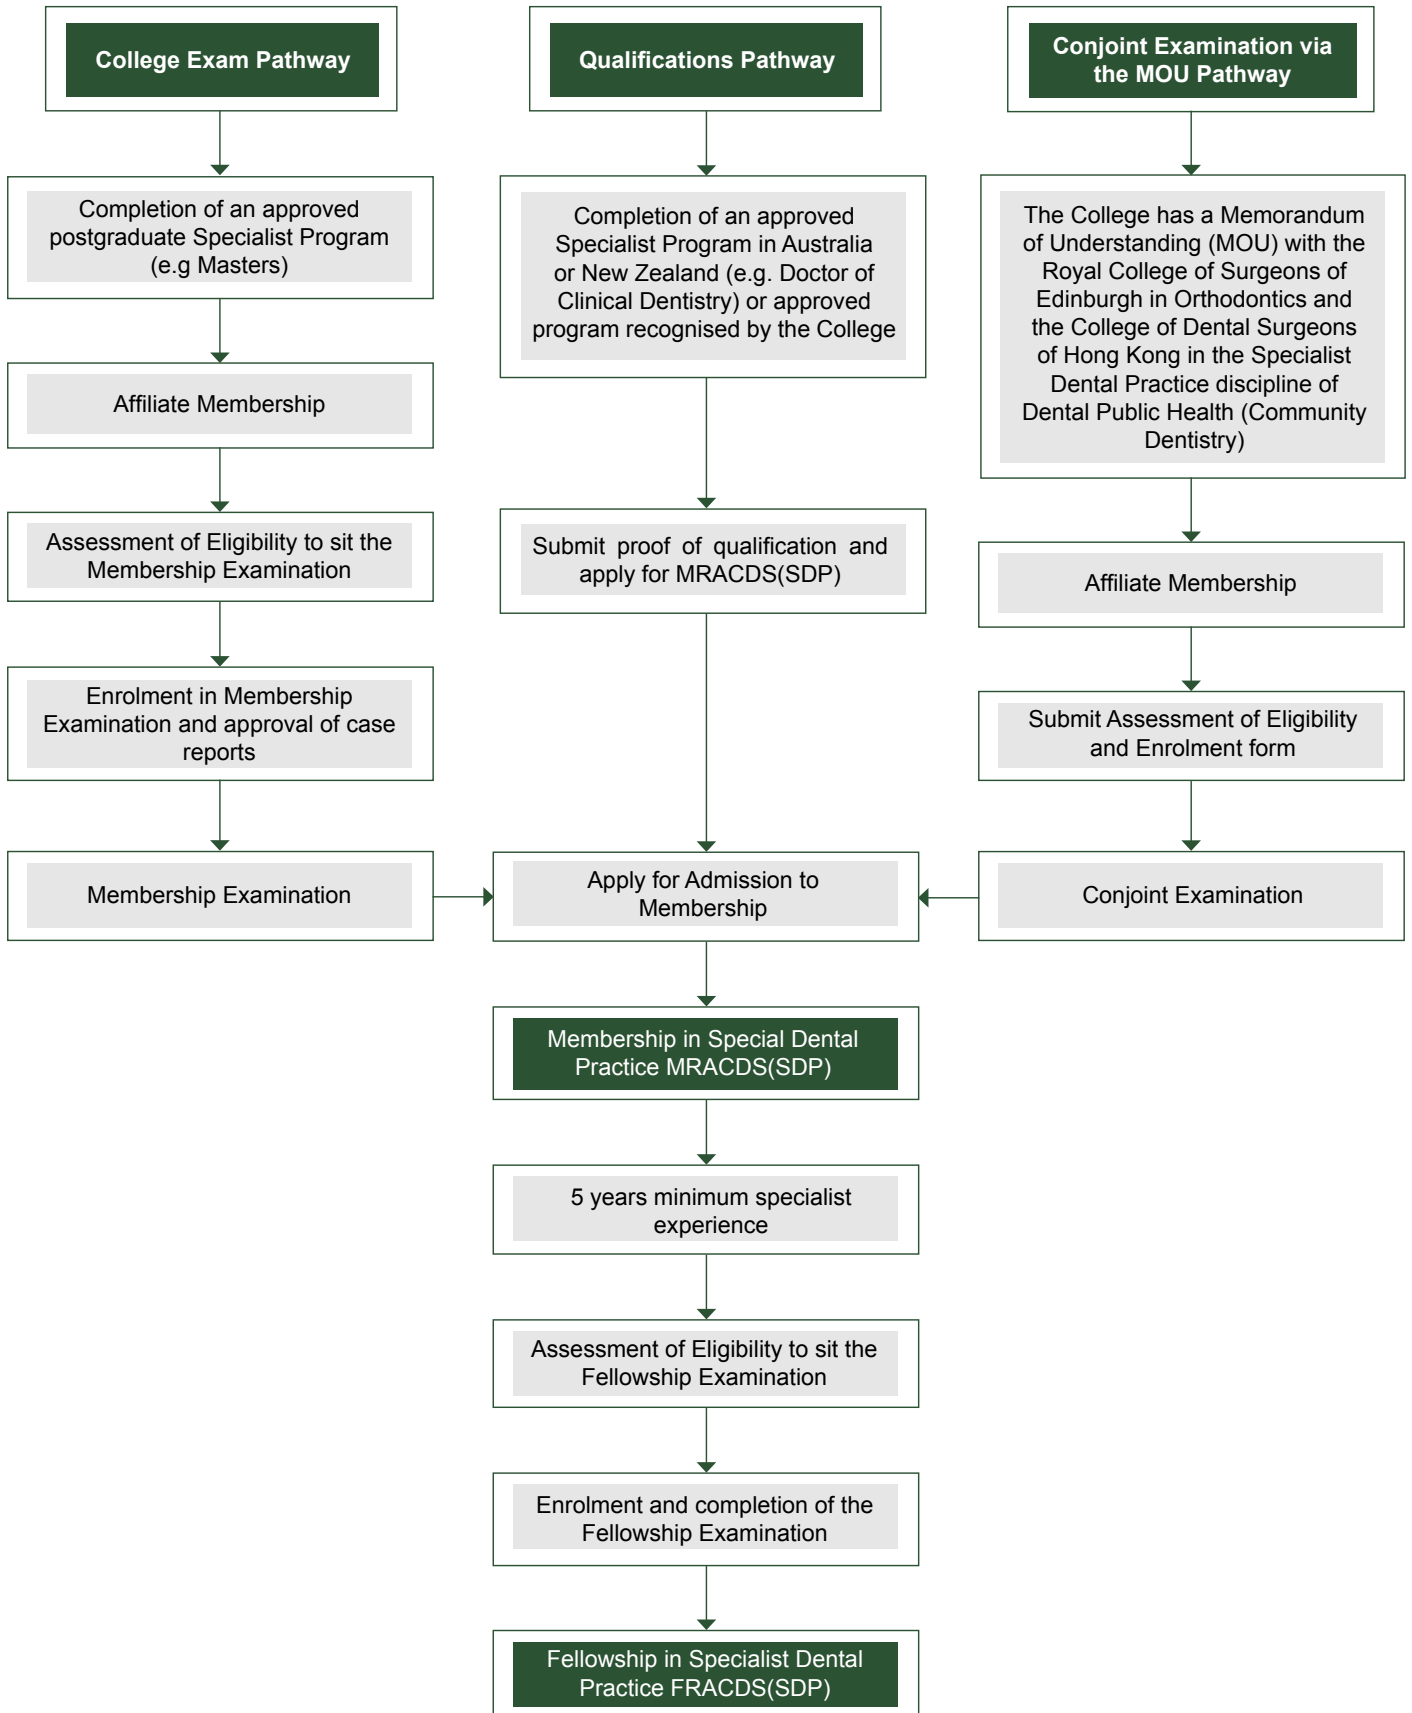 College Exam Pathway
Completion of an approved
postgraduate Specialist Program
(e.g Masters)
Affiliate Membership
Assessment of Eligibility to sit the
Membership Examination
Enrolment in Membership
Examination and approval of case
reports
Membership Examination
Qualifications Pathway
Completion of an approved
Specialist Program in Australia
or New Zealand (e.g. Doctor of
Clinical Dentistry) or approved
program recognised by the College
Submit proof of qualification and
apply for MRACDS(SDP)
Conjoint Examination via
the MOU Pathway
The College has a Memorandum
of Understanding (MOU) with the
Royal College of Surgeons of
Edinburgh in Orthodontics and
the College of Dental Surgeons
of Hong Kong in the Specialist
Dental Practice discipline of
Dental Public Health (Community
Dentistry)
Affiliate Membership
Submit Assessment of Eligibility
and Enrolment form
Conjoint Examination
Apply for Admission to
Membership
Membership in Special Dental
Practice MRACDS(SDP)
5 years minimum specialist
experience
Assessment of Eligibility to sit the
Fellowship Examination
Enrolment and completion of the
Fellowship Examination
Fellowship in Specialist Dental
Practice FRACDS(SDP)